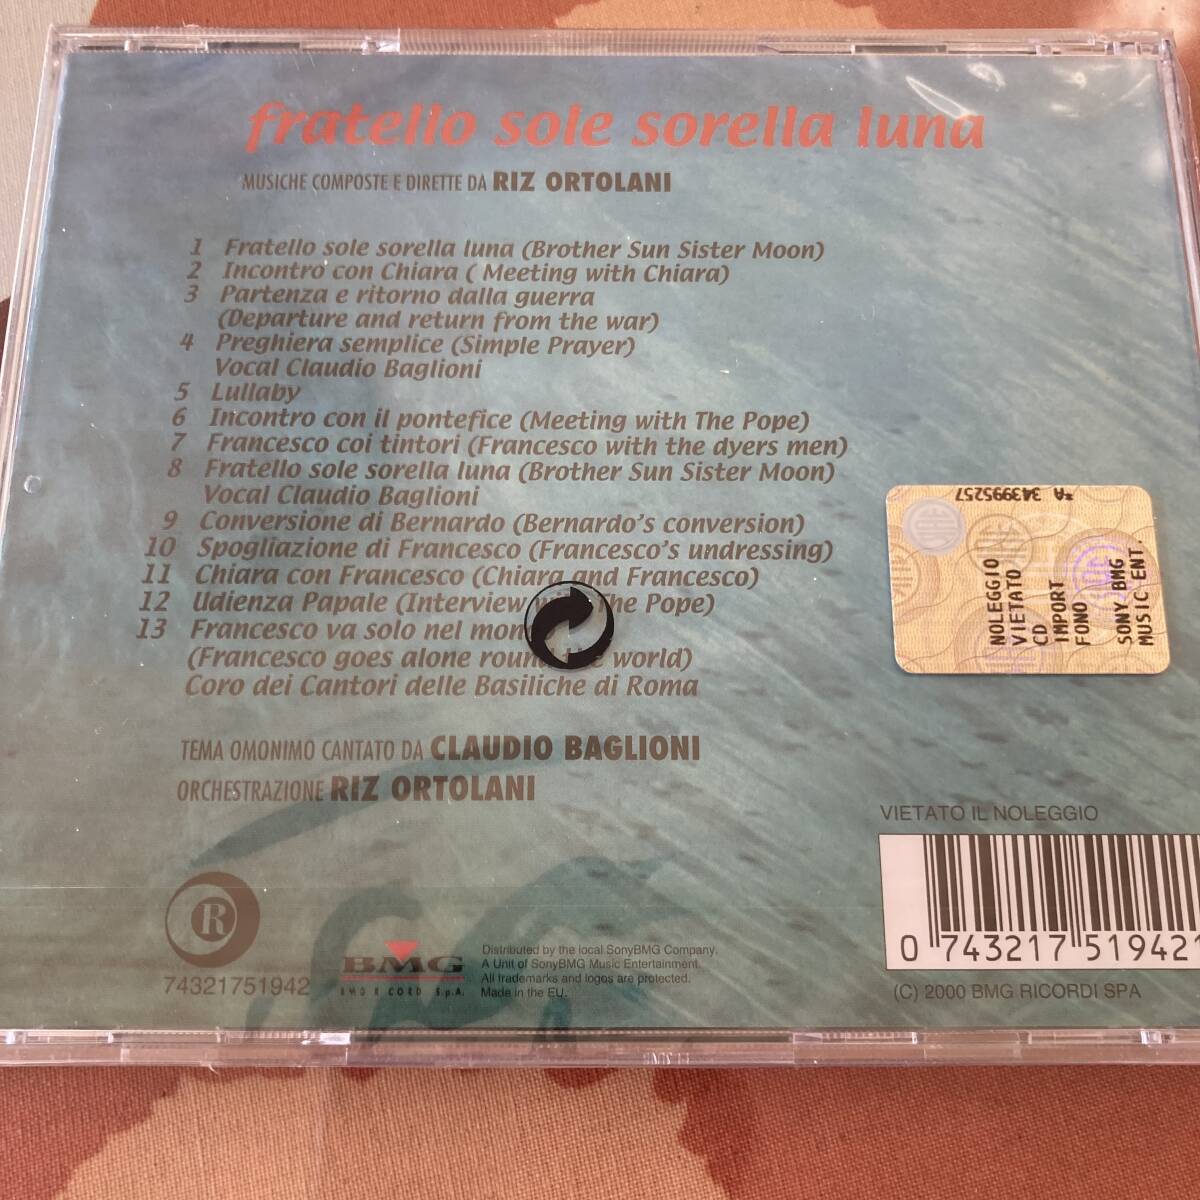 fratello sole sorella luna
MUSICHE COMPOSTE E DIRETTE DA RIZ ORTOLANI
1 Fratello sole sorella luna (Brother Sun Sister Moon)
2 Incontro con Chiara ( Meeting with Chiara)
3 Partenza e ritorno dalla guerra
(Departure and return from the war)
4 Preghiera semplice (Simple Prayer)
Vocal Claudio Baglioni
5 Lullaby
6 Incontro con il pontefice (Meeting with The Pope)
7 Francesco coi tintori (Francesco with the dyers men)
8 Fratello sole sorella luna (Brother Sun Sister Moon)
Vocal Claudio Baglioni
9 Conversione di Bernardo (Bernardo's conversion)
10 Spogliazione di Francesco (Francesco's undressing)
11 Chiara con Francesco (Chiara and Francesco)
12 Udienza Papale (Interview with The Pope)
13 Francesco va solo nel mon
(Francesco goes alone round the world)
Coro dei Cantori delle Basiliche di Roma
TEMA OMONIMO CANTATO DA CLAUDIO BAGLIONI
ORCHESTRAZIONE RIZ ORTOLANI
*A 343995257
NOLEGGIO
VIETATO
CD
IMPORT
FONO
SONY BMG
MUSIC ENT.
VIETATO IL NOLEGGIO
0 743217 519421
(C) 2000 BMG RICORDI SPA
R
74321751942
BMG
Distributed by the local SonyBMG Company.
A Unit of SonyBMG Music Entertainment.
All trademarks and logos are protected.
Made in the EU.